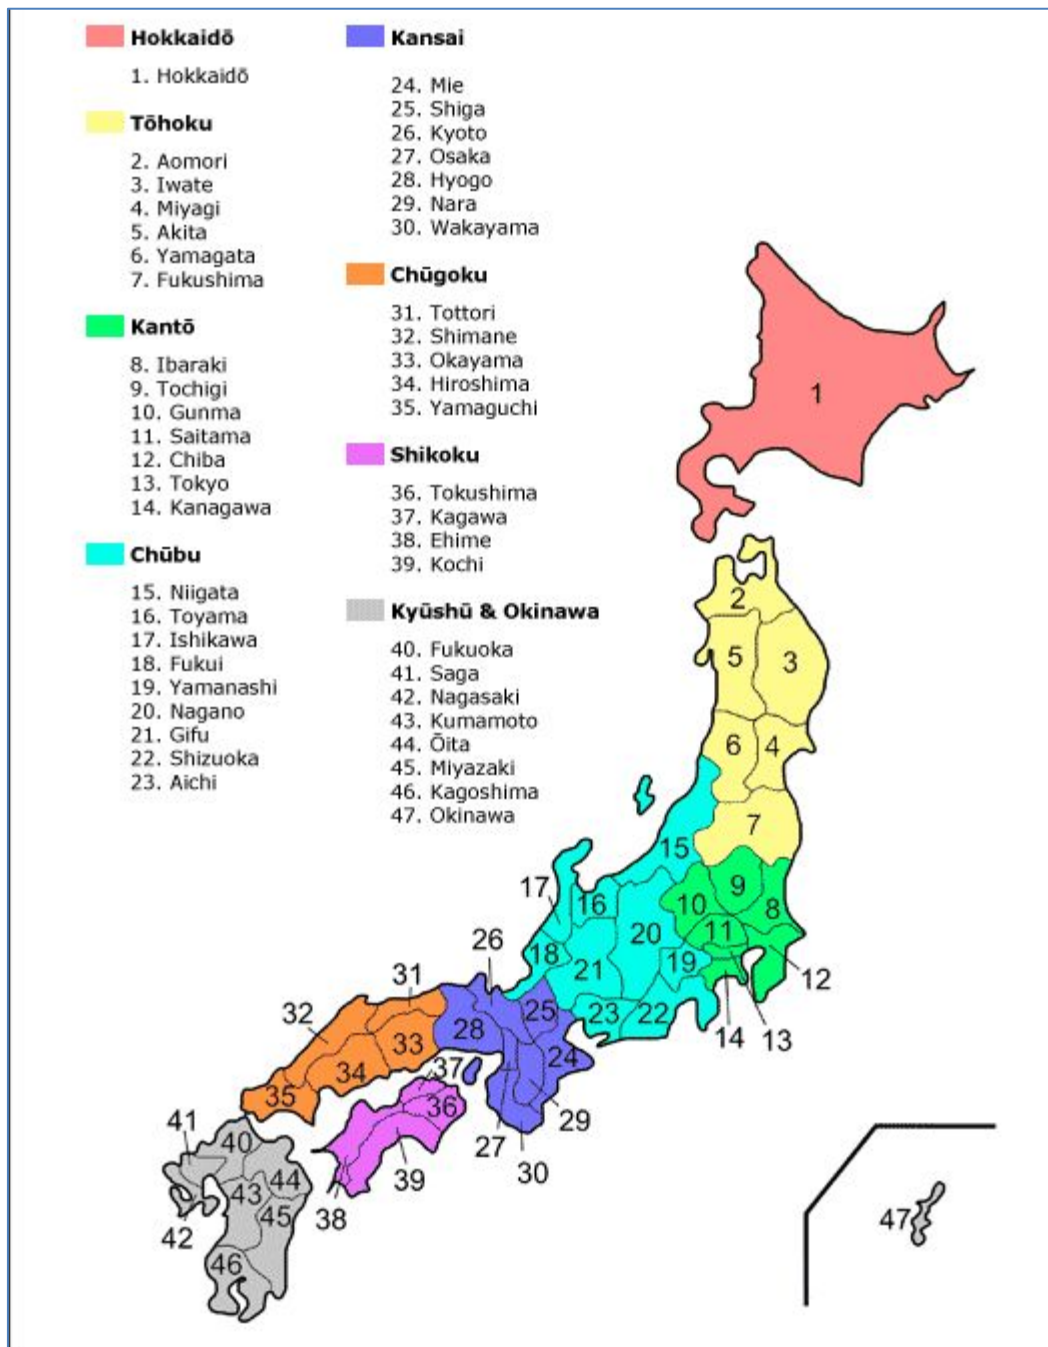 Hokkaidō
1. Hokkaidō
Tōhoku
2. Aomori
3. Iwate
4. Miyagi
5. Akita
6. Yamagata
7. Fukushima
Kantō
8. Ibaraki
9. Tochigi
10. Gunma
11. Saitama
12. Chiba
13. Tokyo
14. Kanagawa
Chūbu
15. Niigata
16. Toyama
17. Ishikawa
18. Fukui
19. Yamanashi
20. Nagano
21. Gifu
22. Shizuoka
23. Aichi
Kansai
24. Mie
25. Shiga
26. Kyoto
27. Osaka
28. Hyogo
29. Nara
30. Wakayama
Chūgoku
31. Tottori
32. Shimane
33. Okayama
34. Hiroshima
35. Yamaguchi
Shikoku
36. Tokushima
37. Kagawa
38. Ehime
39. Kochi
Kyūshū & Okinawa
40. Fukuoka
41. Saga
42. Nagasaki
43. Kumamoto
44. Ōita
45. Miyazaki
46. Kagoshima
47. Okinawa
1
2
5
3
6
4
7
15
17
16
10
9
8
11
26
18
21
20
19
12
31
32
28
25
23
22
14
13
33
34
24
35
37
36
29
41
40
27
30
39
44
43
42
38
45
47
46